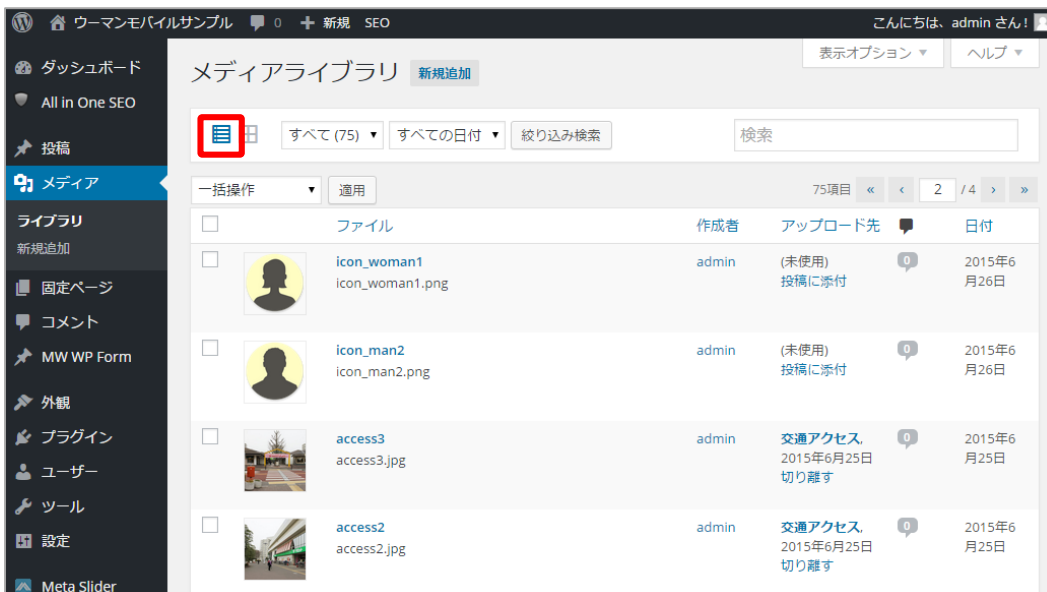 ウーマンモバイルサンプル 0 新規 SEO こんにちは、admin さん！
ダッシュボード
All in One SEO
投稿
メディア
ライブラリ
新規追加
固定ページ
コメント
MW WP Form
外観
プラグイン
ユーザー
ツール
設定
Meta Slider
表示オプション ▼ ヘルプ ▼
メディアライブラリ 新規追加
すべて (75) ▼ すべての日付 ▼ 絞り込み検索 検索
一括操作 ▼ 適用 75項目 « ‹ 2 / 4 › »
ファイル 作成者 アップロード先 日付
icon_woman1 admin (未使用) 0 2015年6
icon_woman1.png 投稿に添付 月26日
icon_man2 admin (未使用) 0 2015年6
icon_man2.png 投稿に添付 月26日
access3 admin 交通アクセス, 0 2015年6
access3.jpg 2015年6月25日 月25日
切り離す
access2 admin 交通アクセス, 0 2015年6
access2.jpg 2015年6月25日 月25日
切り離す